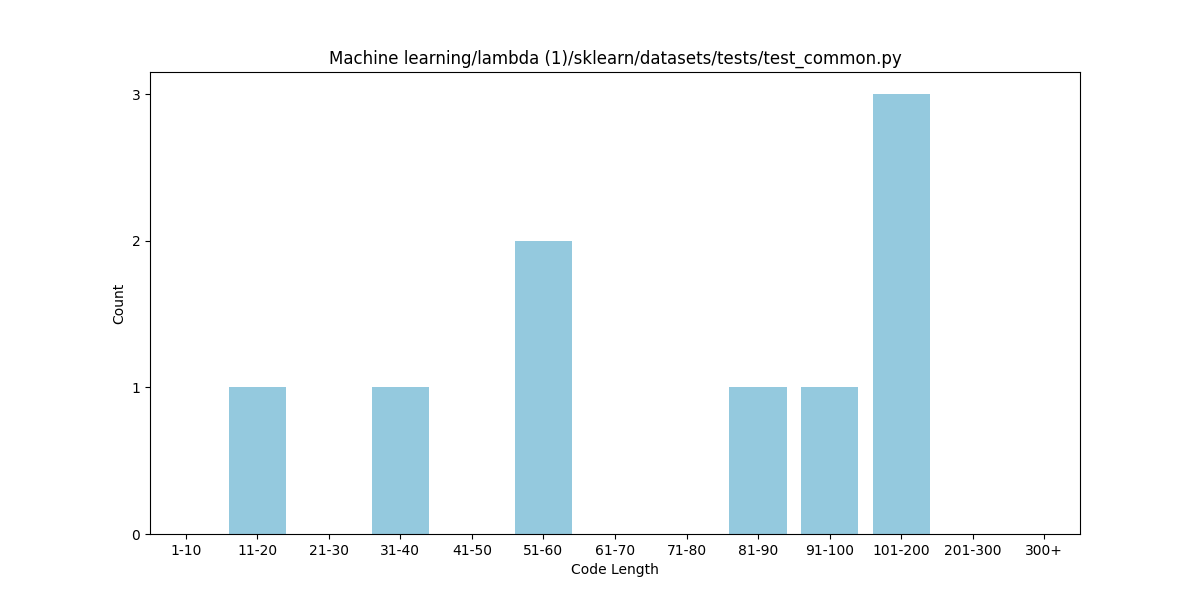 Machine learning/lambda (1)/sklearn/datasets/tests/test_common.py
3
2
1
0
Count
1-10 11-20 21-30 31-40 41-50 51-60 61-70 71-80 81-90 91-100 101-200 201-300 300+
Code Length